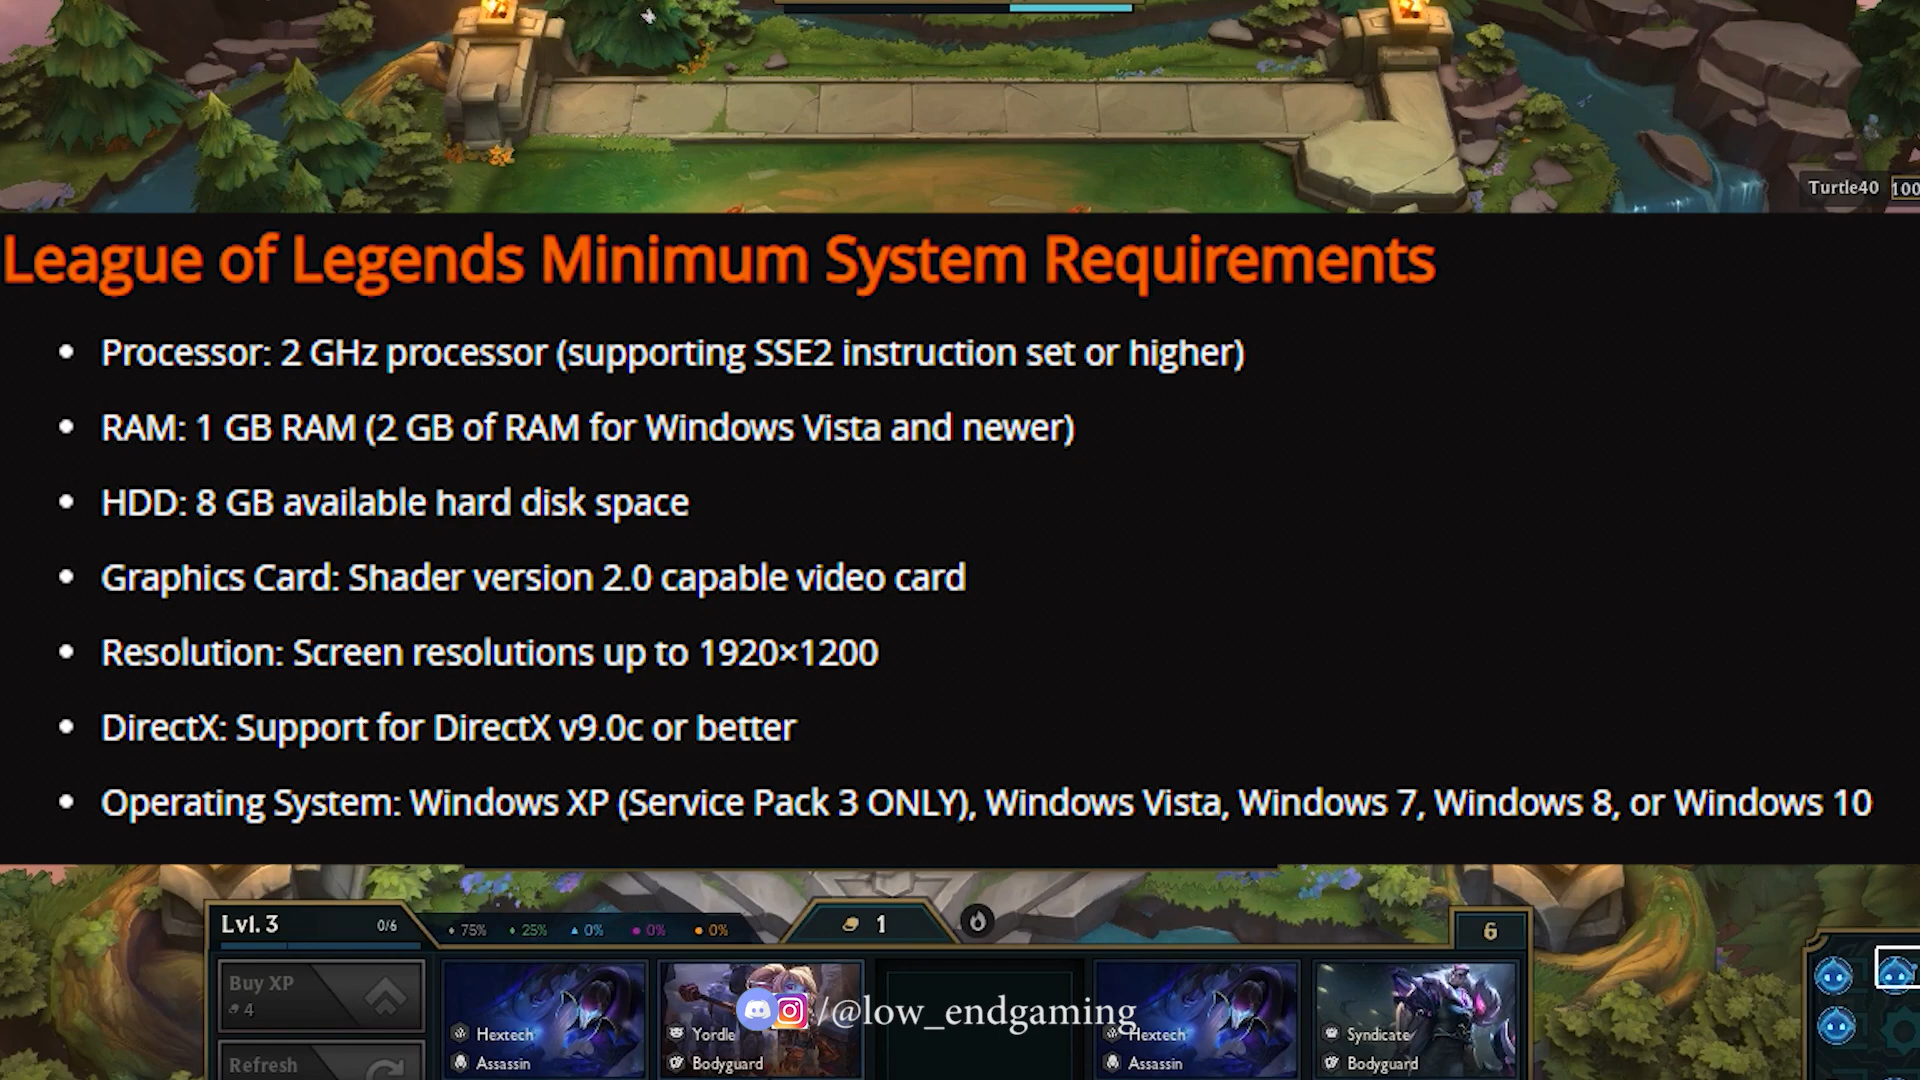 Turtle40 100
League of Legends Minimum System Requirements
• Processor: 2 GHz processor (supporting SSE2 instruction set or higher)
• RAM: 1 GB RAM (2 GB of RAM for Windows Vista and newer)
• HDD: 8 GB available hard disk space
• Graphics Card: Shader version 2.0 capable video card
• Resolution: Screen resolutions up to 1920×1200
• DirectX: Support for DirectX v9.0c or better
• Operating System: Windows XP (Service Pack 3 ONLY), Windows Vista, Windows 7, Windows 8, or Windows 10
Lvl. 3 0/6 75% 25% 0% 0% 0% 1 6
Buy XP
4
/@low_endgaming
Hextech Yordle Hextech Syndicate
Assassin Bodyguard Assassin Bodyguard
Refresh